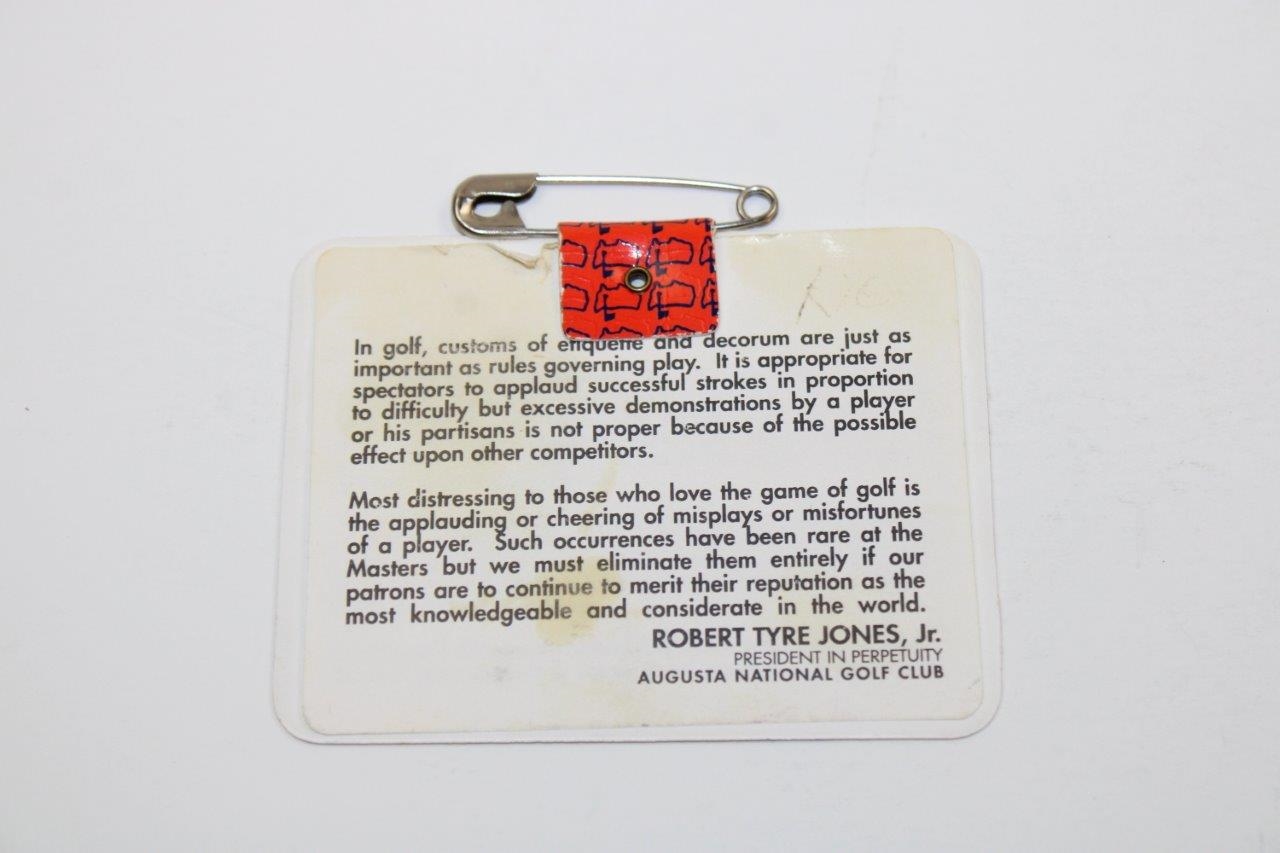 In golf, customs of etiquette and decorum are just as
important as rules governing play. It is appropriate for
spectators to applaud successful strokes in proportion
to difficulty but excessive demonstrations by a player
or his partisans is not proper because of the possible
effect upon other competitors.
Most distressing to those who love the game of golf is
the applauding or cheering of misplays or misfortunes
of a player. Such occurrences have been rare at the
Masters but we must eliminate them entirely if our
patrons are to continue to merit their reputation as the
most knowledgeable and considerate in the world.
ROBERT TYRE JONES, Jr.
PRESIDENT IN PERPETUITY
AUGUSTA NATIONAL GOLF CLUB